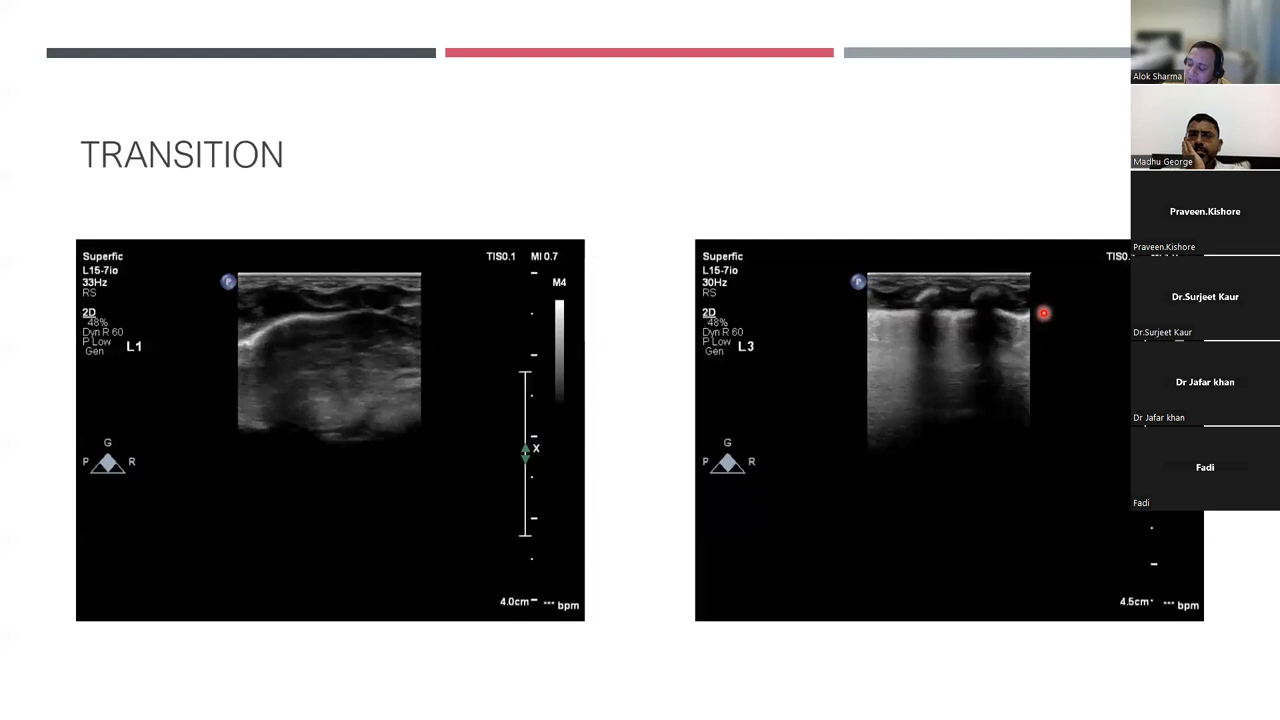 TRANSITION
Superfic
L15-7io
33Hz
RS
2D
48%
Dyn R 60
P Low
Gen
L1
TIS0.1 MI 0.7
M4
P
X
G
P R
4.0cm
--- bpm
Superfic
L15-7io
30Hz
RS
2D
48%
Dyn R 60
P Low
Gen
L3
TIS0.
P
G
P R
4.5cm
--- bpm
Alok Sharma
Madhu George
Praveen.Kishore
Praveen.Kishore
Dr.Surjeet Kaur
Dr.Surjeet Kaur
Dr Jafar khan
Dr Jafar khan
Fadi
Fadi